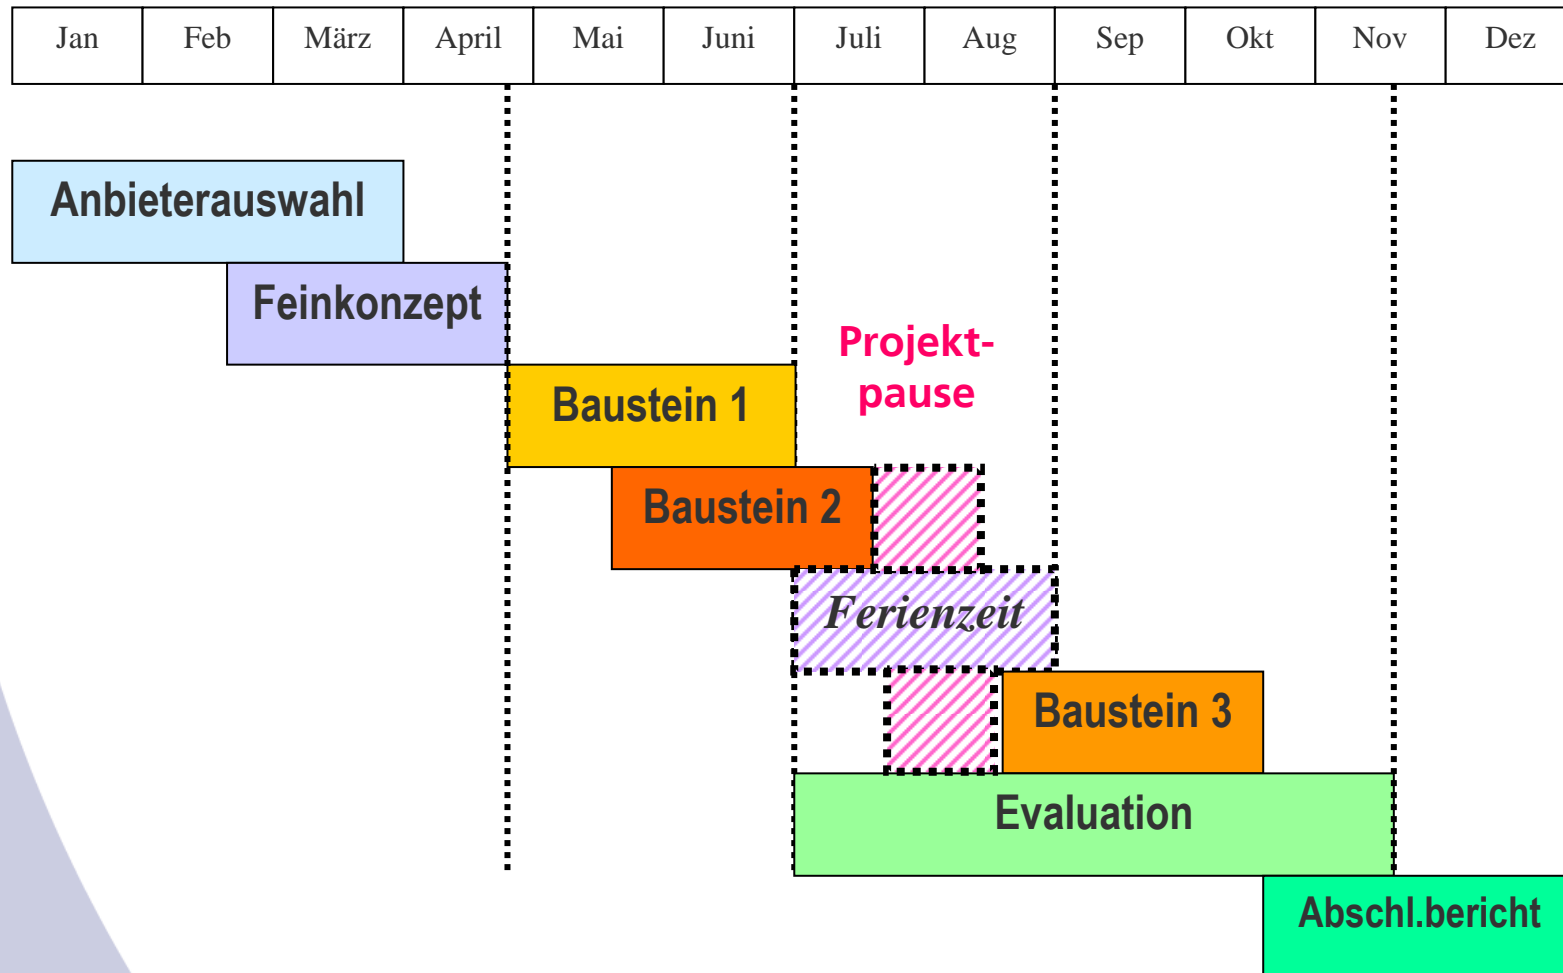 Jan Feb März April Mai Juni Juli Aug Sep Okt Nov Dez
Anbieterauswahl
Feinkonzept
Projekt-
pause
Baustein 1
Baustein 2
Ferienzeit
Baustein 3
Evaluation
Abschl.bericht